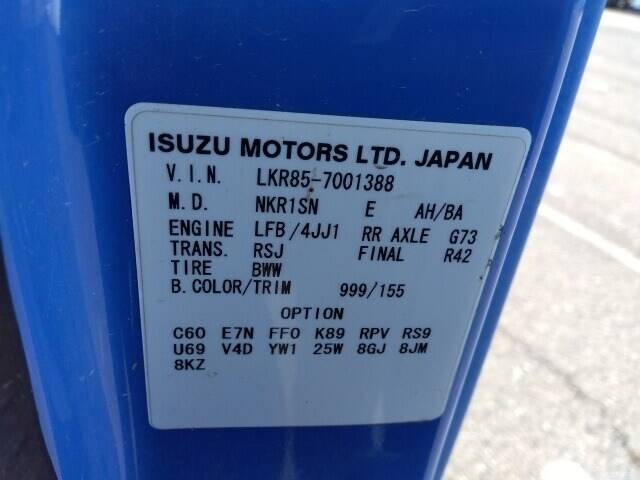 ISUZU MOTORS LTD. JAPAN
V.I.N. LKR85-7001388
M.D. NKR1SN E AH/BA
ENGINE LFB/4JJ1 RR AXLE G73
TRANS. RSJ FINAL R42
TIRE BWW
B.COLOR/TRIM 999/155
OPTION
C60 E7N FF0 K89 RPV RS9
U69 V4D YW1 25W 8GJ 8JM
8KZ